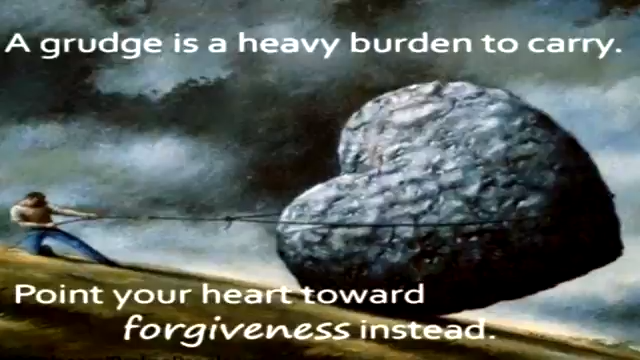 A grudge is a heavy burden to carry.
Point your heart toward
forgiveness instead.